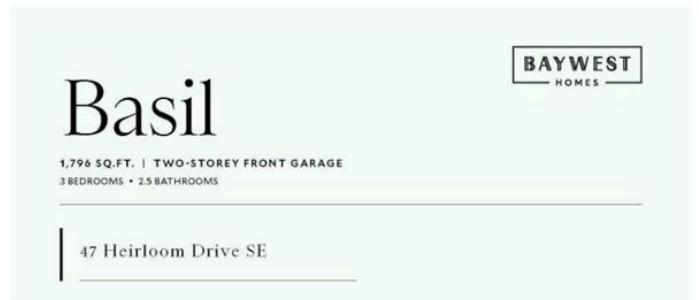 BAYWEST
HOMES
Basil
1,796 SQ.FT. | TWO-STOREY FRONT GARAGE
3 BEDROOMS • 2.5 BATHROOMS
47 Heirloom Drive SE